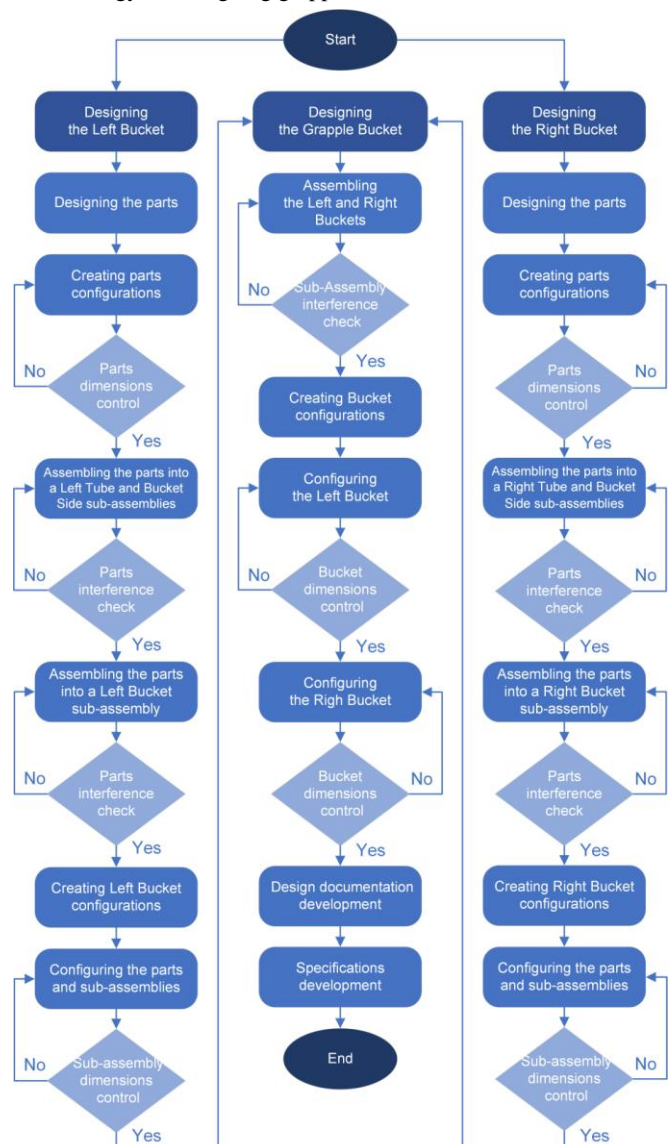 Start
Designing
the Left Bucket
Designing the parts
Creating parts
configurations
No
Parts
dimensions
control
Yes
Assembling the parts into
a Left Tube and Bucket
Side sub-assemblies
No
Parts
interference
check
Yes
Assembling the parts
into a Left Bucket
sub-assembly
No
Parts
interference
check
Yes
Creating Left Bucket
configurations
Configuring the parts
and sub-assemblies
No
Sub-assembly
dimensions
control
Yes
Designing
the Grapple Bucket
Assembling
the Left and Right
Buckets
No
Sub-Assembly
interference
check
Yes
Creating Bucket
configurations
Configuring
the Left Bucket
No
Bucket
dimensions
control
Yes
Configuring
the Righ Bucket
No
Bucket
dimensions
control
Yes
Design documentation
development
Specifications
development
End
Designing
the Right Bucket
Designing the parts
Creating parts
configurations
No
Parts
dimensions
control
Yes
Assembling the parts into
a Right Tube and Bucket
Side sub-assemblies
No
Parts
interference
check
Yes
Assembling the parts
into a Right Bucket
sub-assembly
No
Parts
interference
check
Yes
Creating Right Bucket
configurations
Configuring the parts
and sub-assemblies
No
Sub-assembly
dimensions
control
Yes